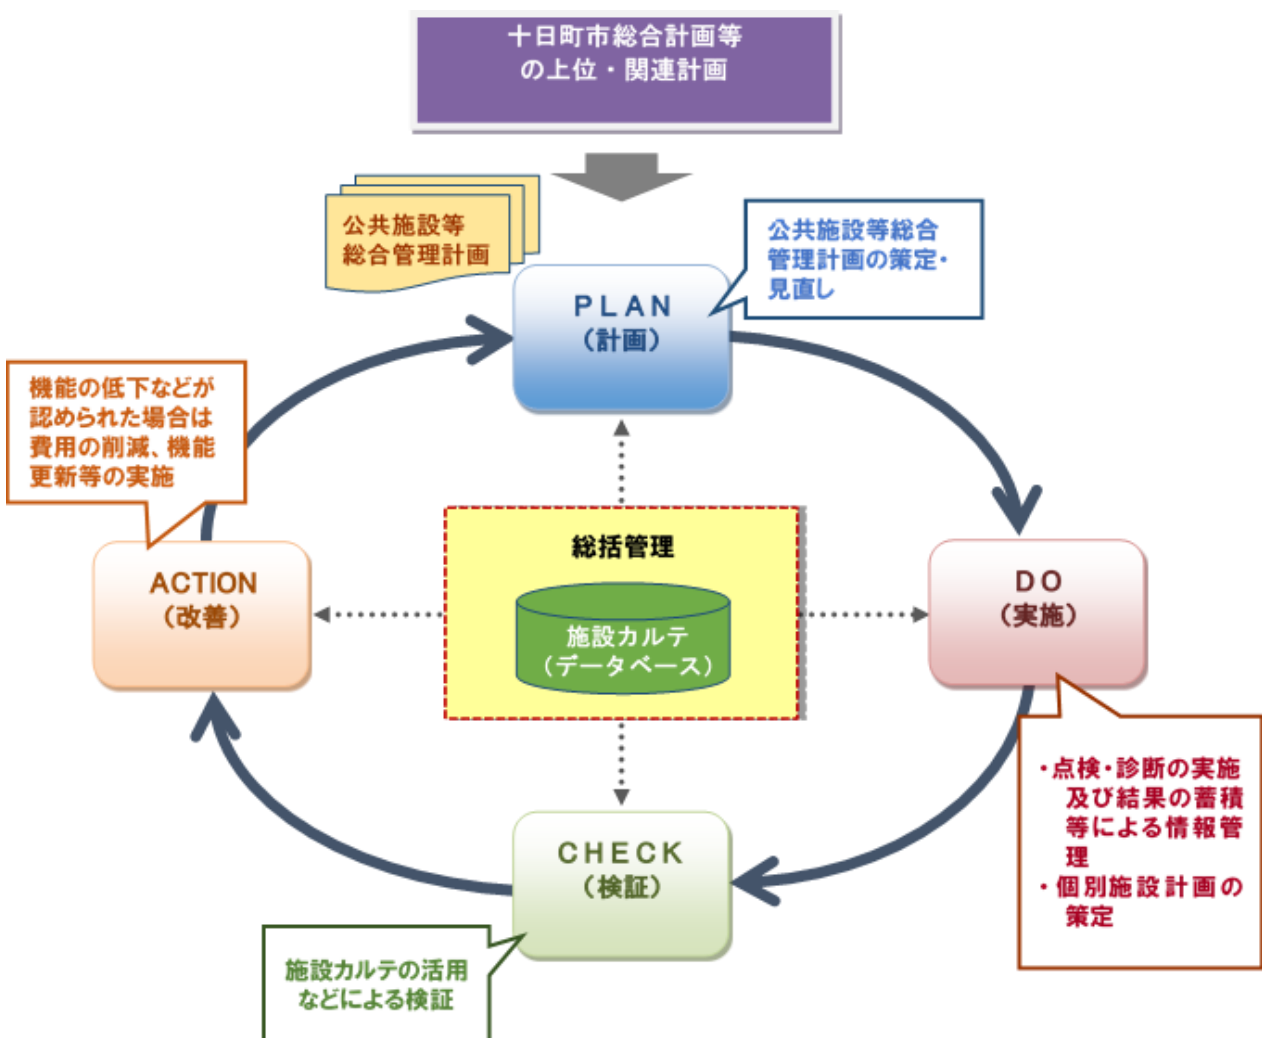 十日町市総合計画等
の上位・関連計画
公共施設等
総合管理計画
公共施設等総合
管理計画の策定・
見直し
PLAN
（計画）
機能の低下などが
認められた場合は
費用の削減、機能
更新等の実施
総括管理
施設カルテ
（データベース）
ACTION
（改善）
DO
（実施）
・点検・診断の実施
及び結果の蓄積
等による情報管
理
・個別施設計画の
策定
CHECK
（検証）
施設カルテの活用
などによる検証